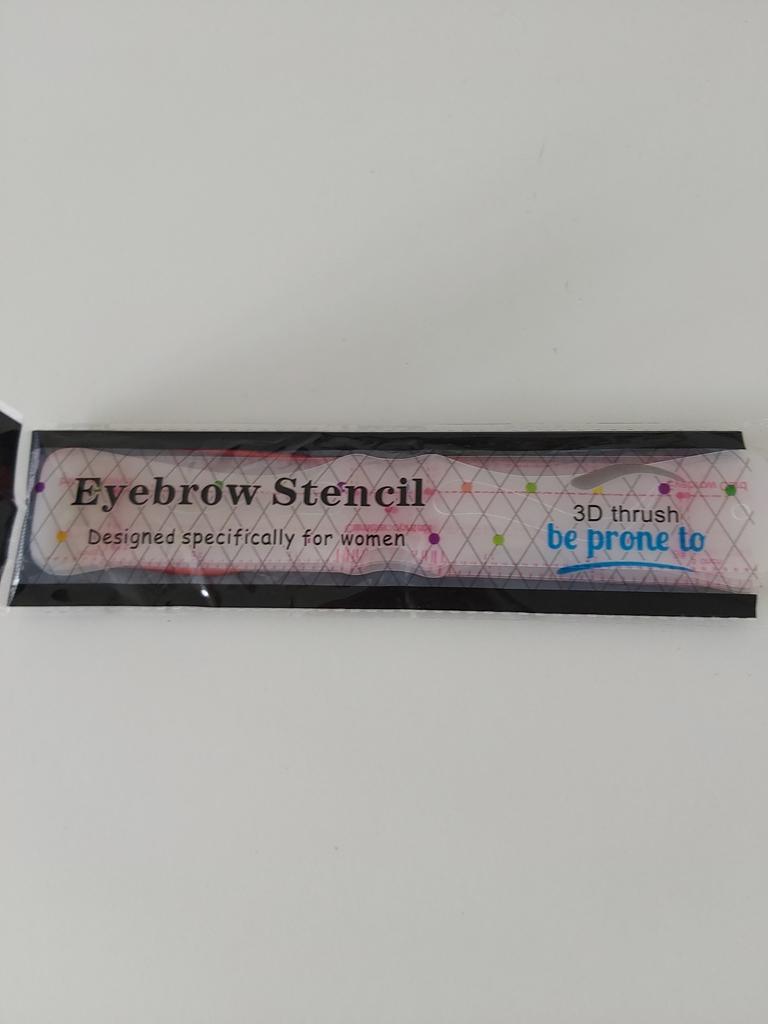 Eyebrow Stencil
Designed specifically for women
3D thrush
be prone to